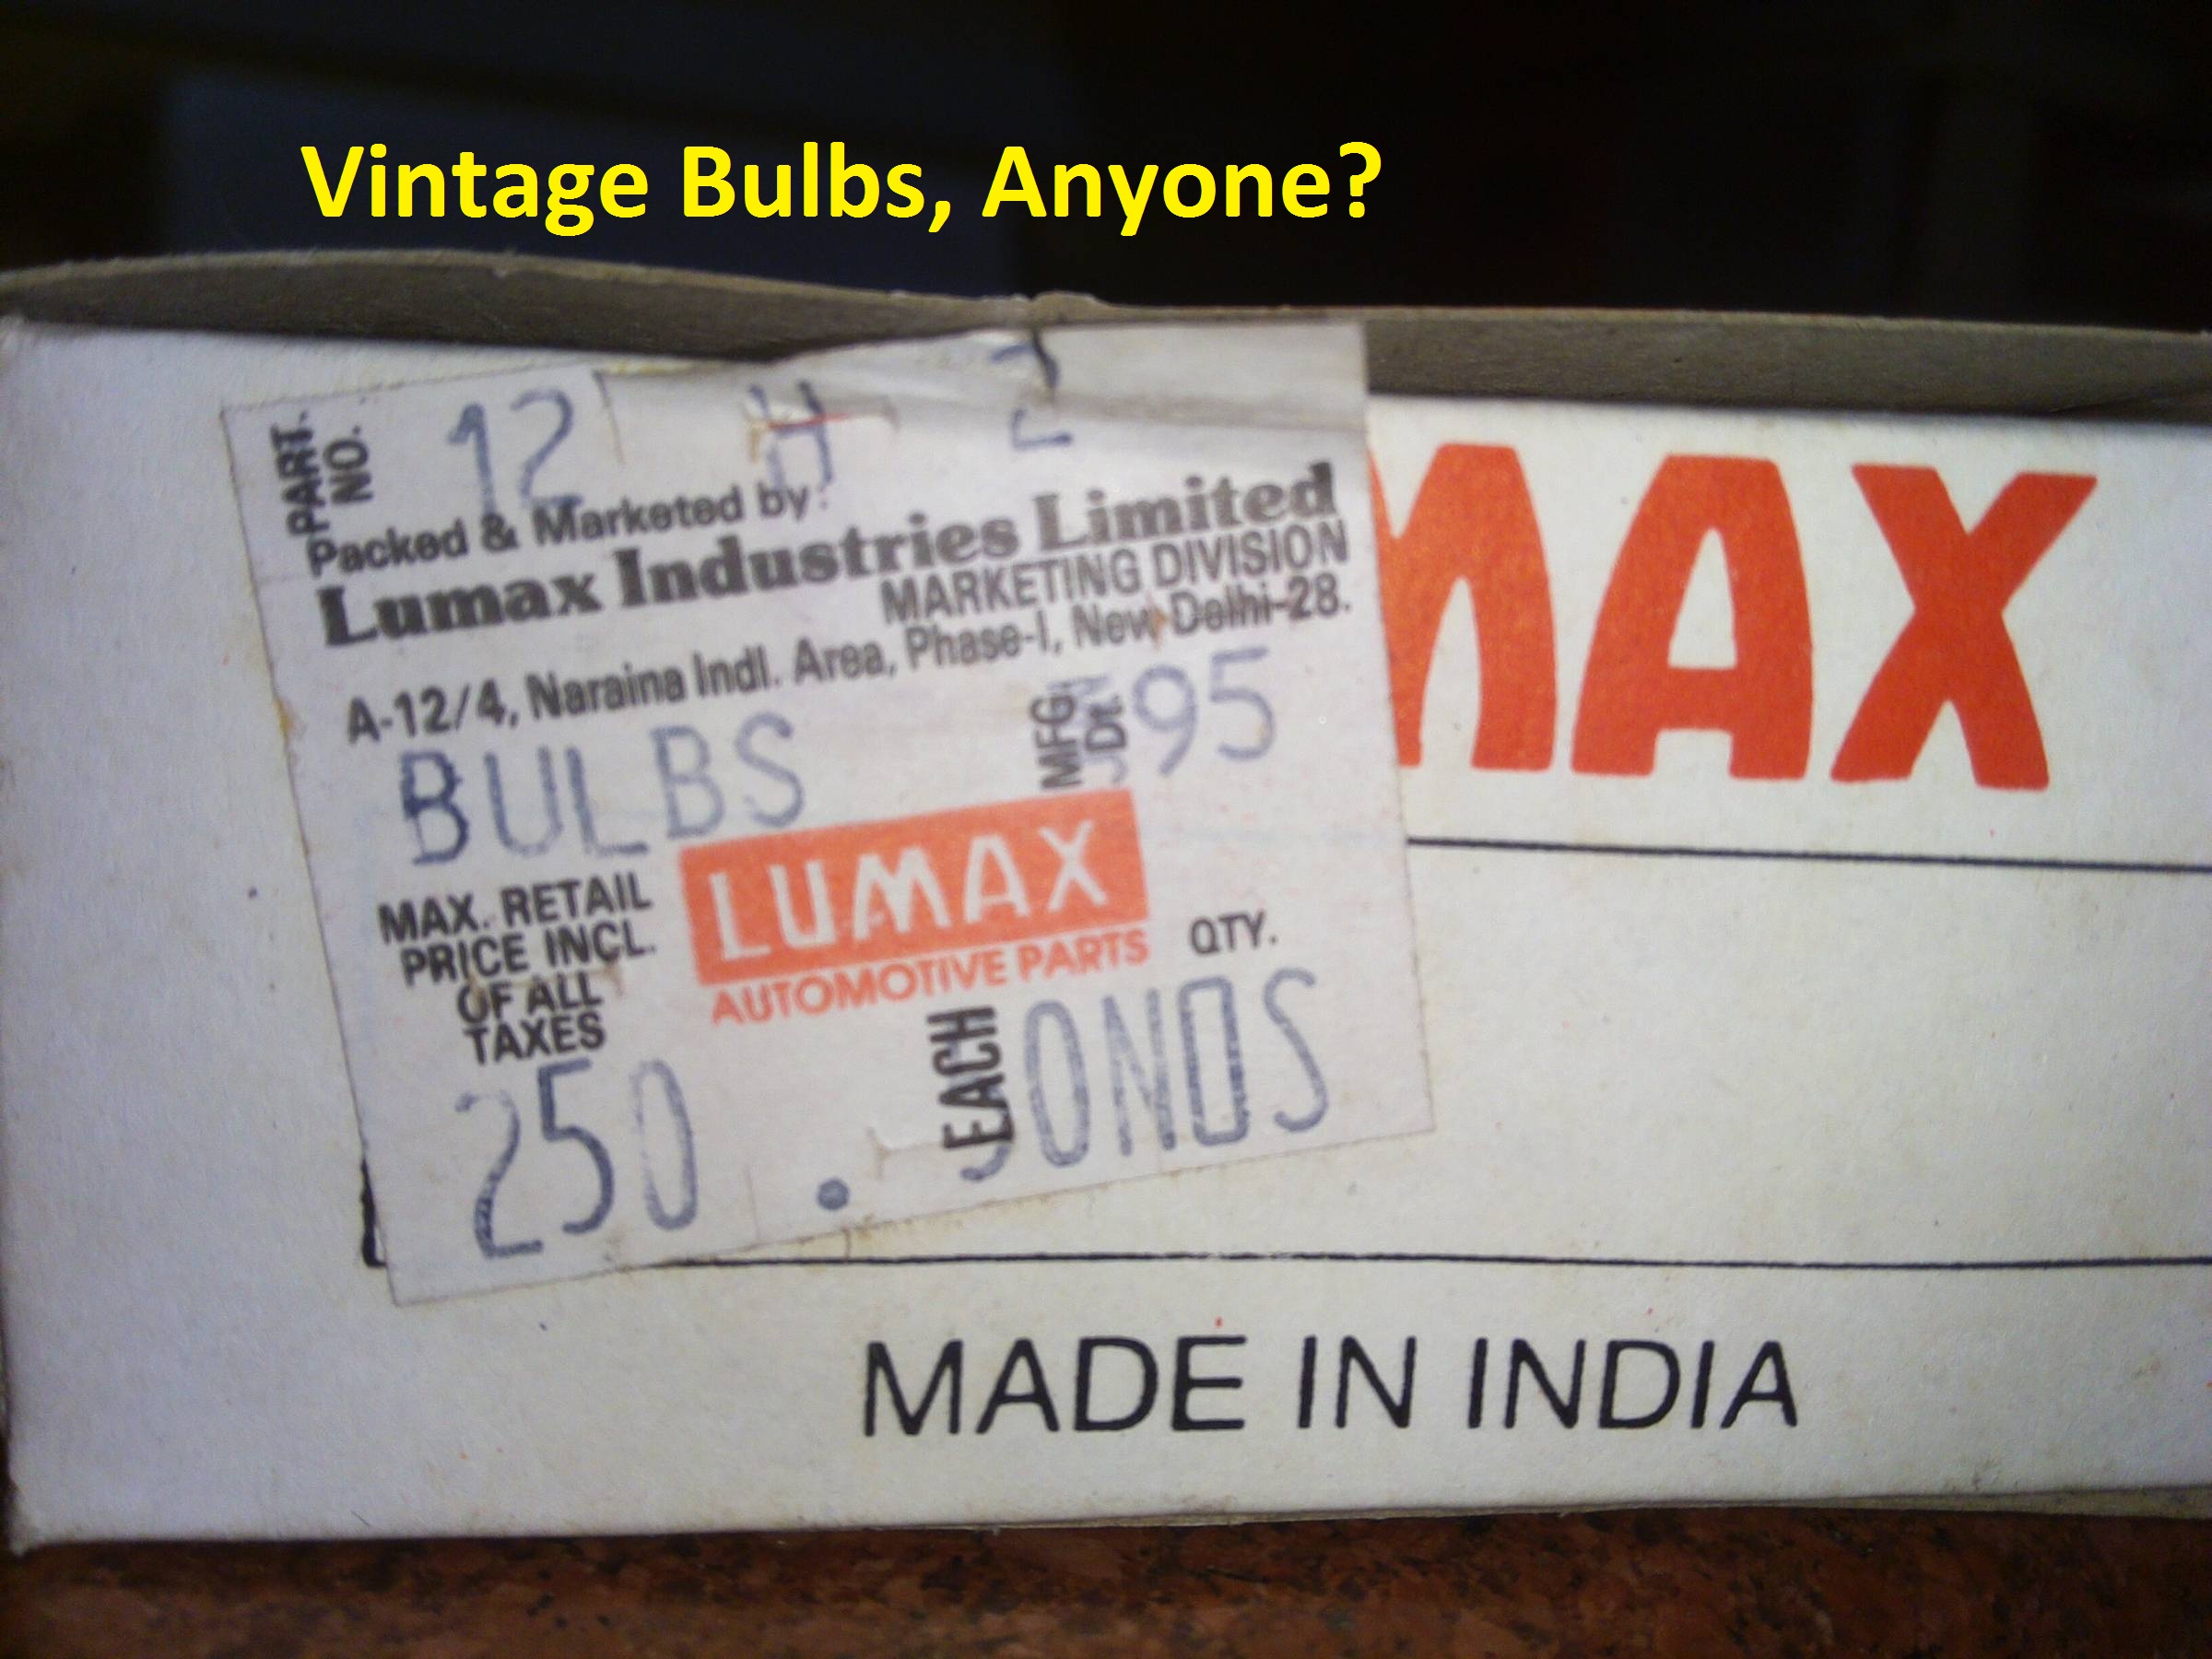 Vintage Bulbs, Anyone?
PART. NO. 12 H 2
Packed & Marketed by:
Lumax Industries Limited
MARKETING DIVISION
A-12/4, Naraina Indl. Area, Phase-I, New Delhi-28.
BULBS
MFG. Dt. 95
LUMAX
AUTOMOTIVE PARTS
MAX. RETAIL
PRICE INCL.
OF ALL
TAXES
QTY.
250 . EACH
MAX
MADE IN INDIA